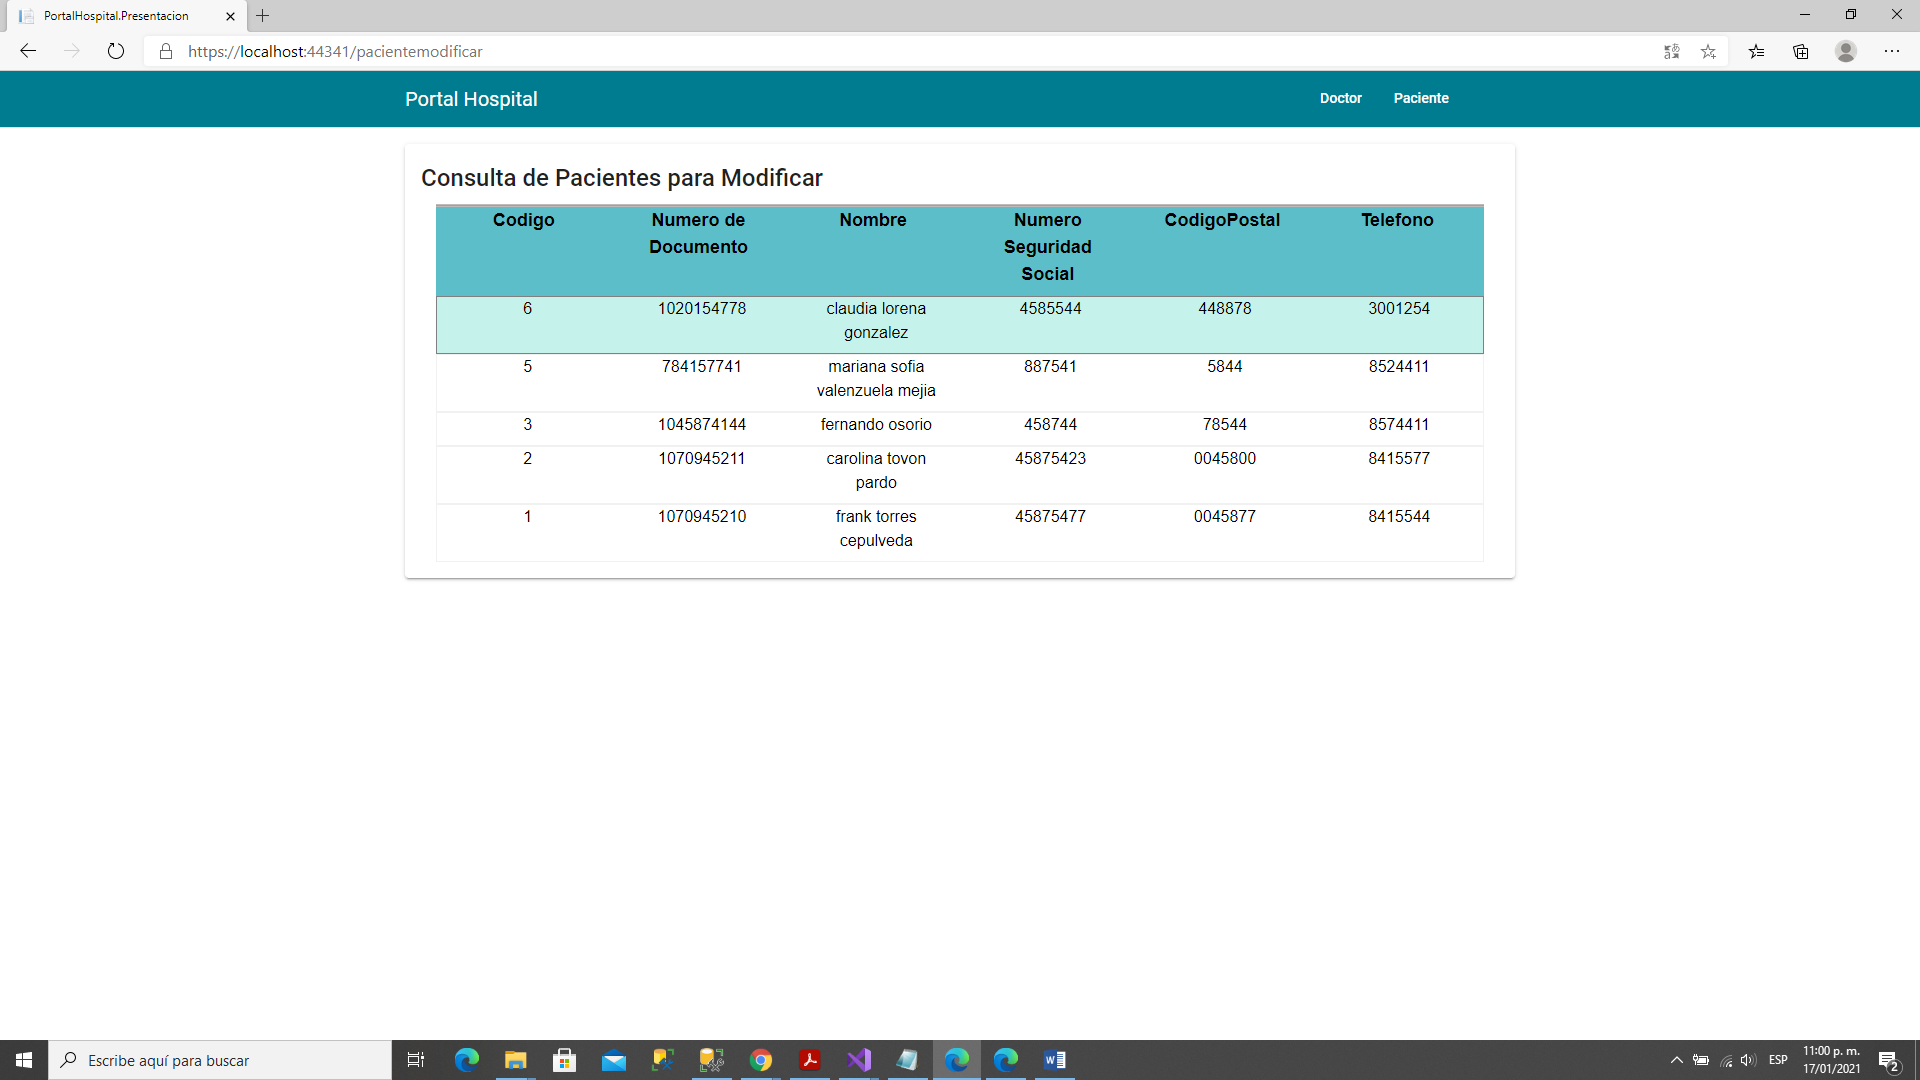 PortalHospital.Presentacion
https://localhost:44341/pacientemodificar
Portal Hospital
Doctor
Paciente
Consulta de Pacientes para Modificar
Codigo
Numero de
Documento
Nombre
Numero
Seguridad
Social
CodigoPostal
Telefono
6
1020154778
claudia lorena
gonzalez
4585544
448878
3001254
5
784157741
mariana sofia
valenzuela mejia
887541
5844
8524411
3
1045874144
fernando osorio
458744
78544
8574411
2
1070945211
carolina tovon
pardo
45875423
0045800
8415577
1
1070945210
frank torres
cepulveda
45875477
0045877
8415544
Escribe aquí para buscar
ESP
11:00 p. m.
17/01/2021
2